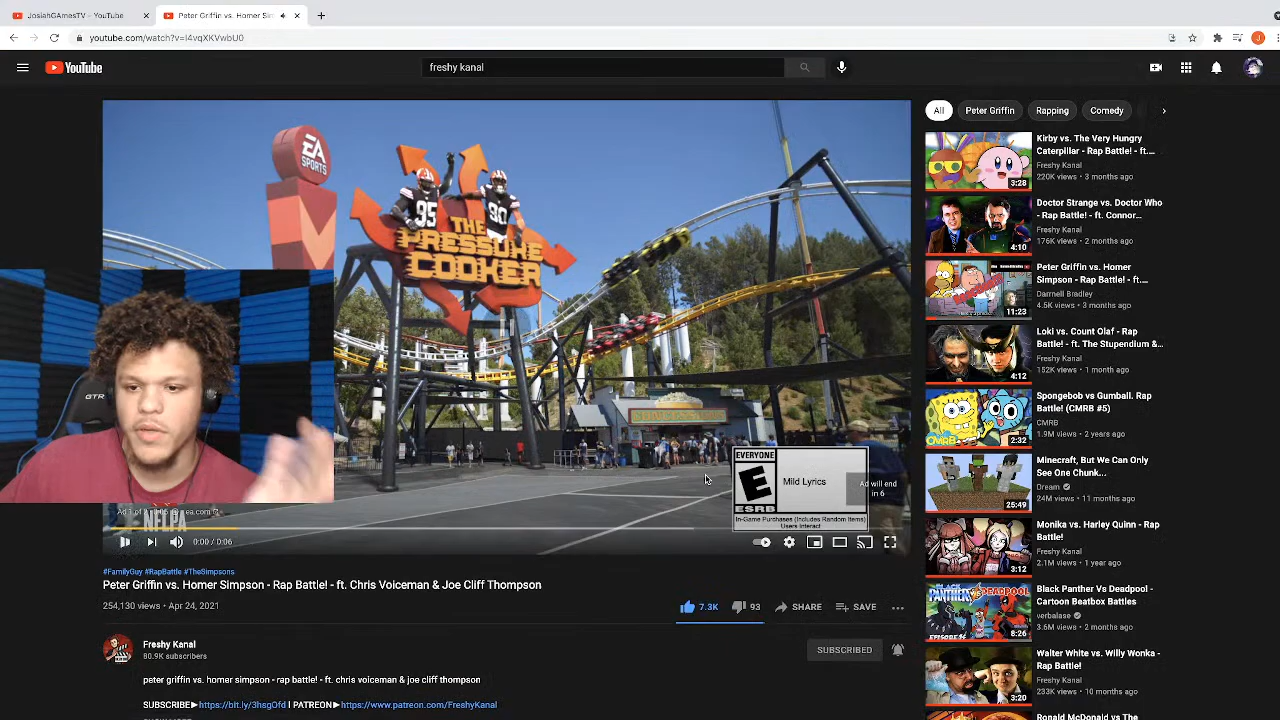 JosiahGAmesTV - YouTube
Peter Griffin vs. Homer Sim
youtube.com/watch?v=I4vqXKVwbU0
YouTube
freshy kanal
EA
SPORTS
95
90
THE
PRESSURE
COOKER
GTR
EVERYONE
E
ESRB
Mild Lyrics
In-Game Purchases (Includes Random Items)
Users Interact
Ad will end
in 6
NFLPA
0:00 / 0:06
#FamilyGuy #RapBattle #TheSimpsons
Peter Griffin vs. Homer Simpson - Rap Battle! - ft. Chris Voiceman & Joe Cliff Thompson
254,130 views • Apr 24, 2021
7.3K
93
SHARE
SAVE
Freshy Kanal
80.9K subscribers
SUBSCRIBED
peter griffin vs. homer simpson - rap battle! - ft. chris voiceman & joe cliff thompson
SUBSCRIBE▶https://bit.ly/3hsgOfd I PATREON▶https://www.patreon.com/FreshyKanal
All
Peter Griffin
Rapping
Comedy
Kirby vs. The Very Hungry
Caterpillar - Rap Battle! - ft....
Freshy Kanal
220K views • 3 months ago
3:28
Doctor Strange vs. Doctor Who
- Rap Battle! - ft. Connor...
Freshy Kanal
176K views • 2 months ago
4:10
Peter Griffin vs. Homer
Simpson - Rap Battle! - ft....
Darnell Bradley
4.5K views • 3 months ago
11:23
Loki vs. Count Olaf - Rap
Battle! - ft. The Stupendium &...
Freshy Kanal
152K views • 1 month ago
4:12
Spongebob vs Gumball. Rap
Battle! (CMRB #5)
CMRB
1.9M views • 2 years ago
CMRB
2:32
Minecraft, But We Can Only
See One Chunk...
Dream
24M views • 11 months ago
25:49
Monika vs. Harley Quinn - Rap
Battle!
Freshy Kanal
2.1M views • 1 year ago
3:12
Black Panther Vs Deadpool -
Cartoon Beatbox Battles
verbalase
3.6M views • 2 months ago
8:26
Walter White vs. Willy Wonka -
Rap Battle!
Freshy Kanal
233K views • 10 months ago
3:20
Ronald McDonald vs The